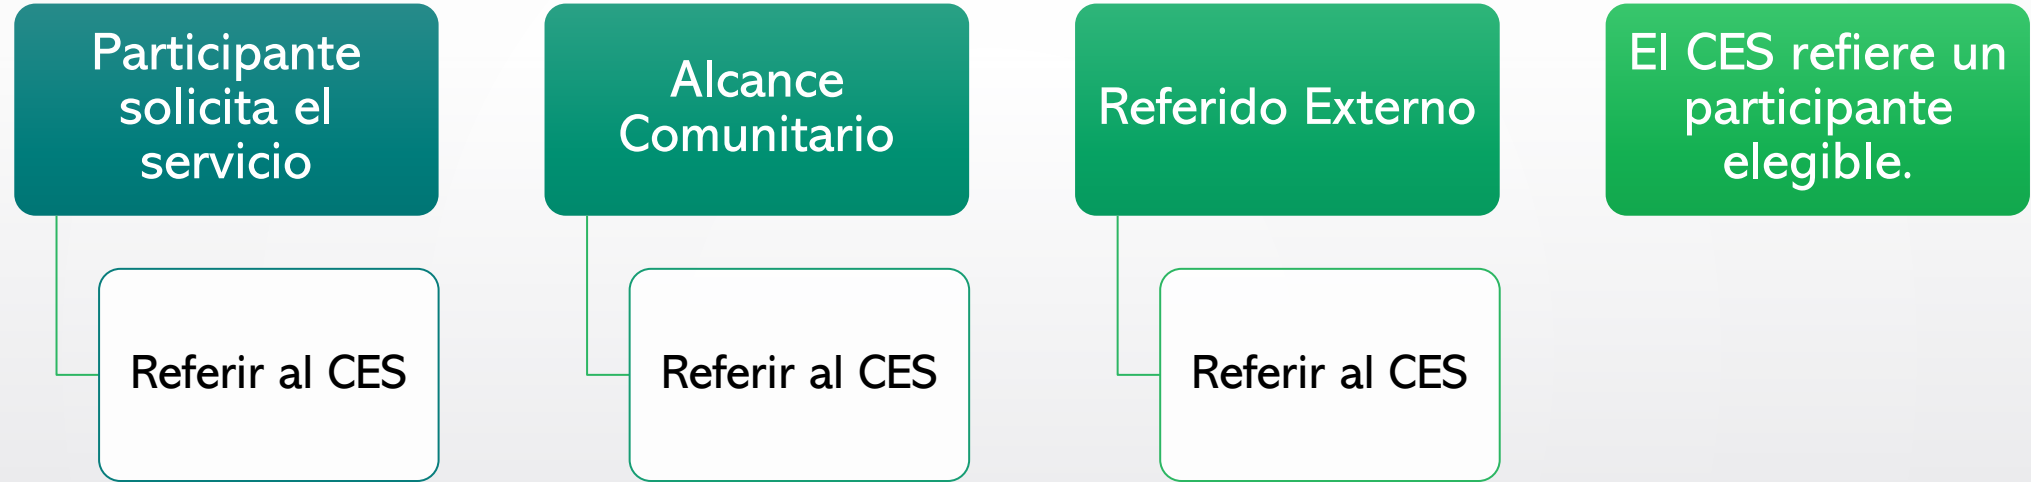 Participante
solicita el
servicio
Referir al CES
Alcance
Comunitario
Referir al CES
Referido Externo
Referir al CES
El CES refiere un
participante
elegible.